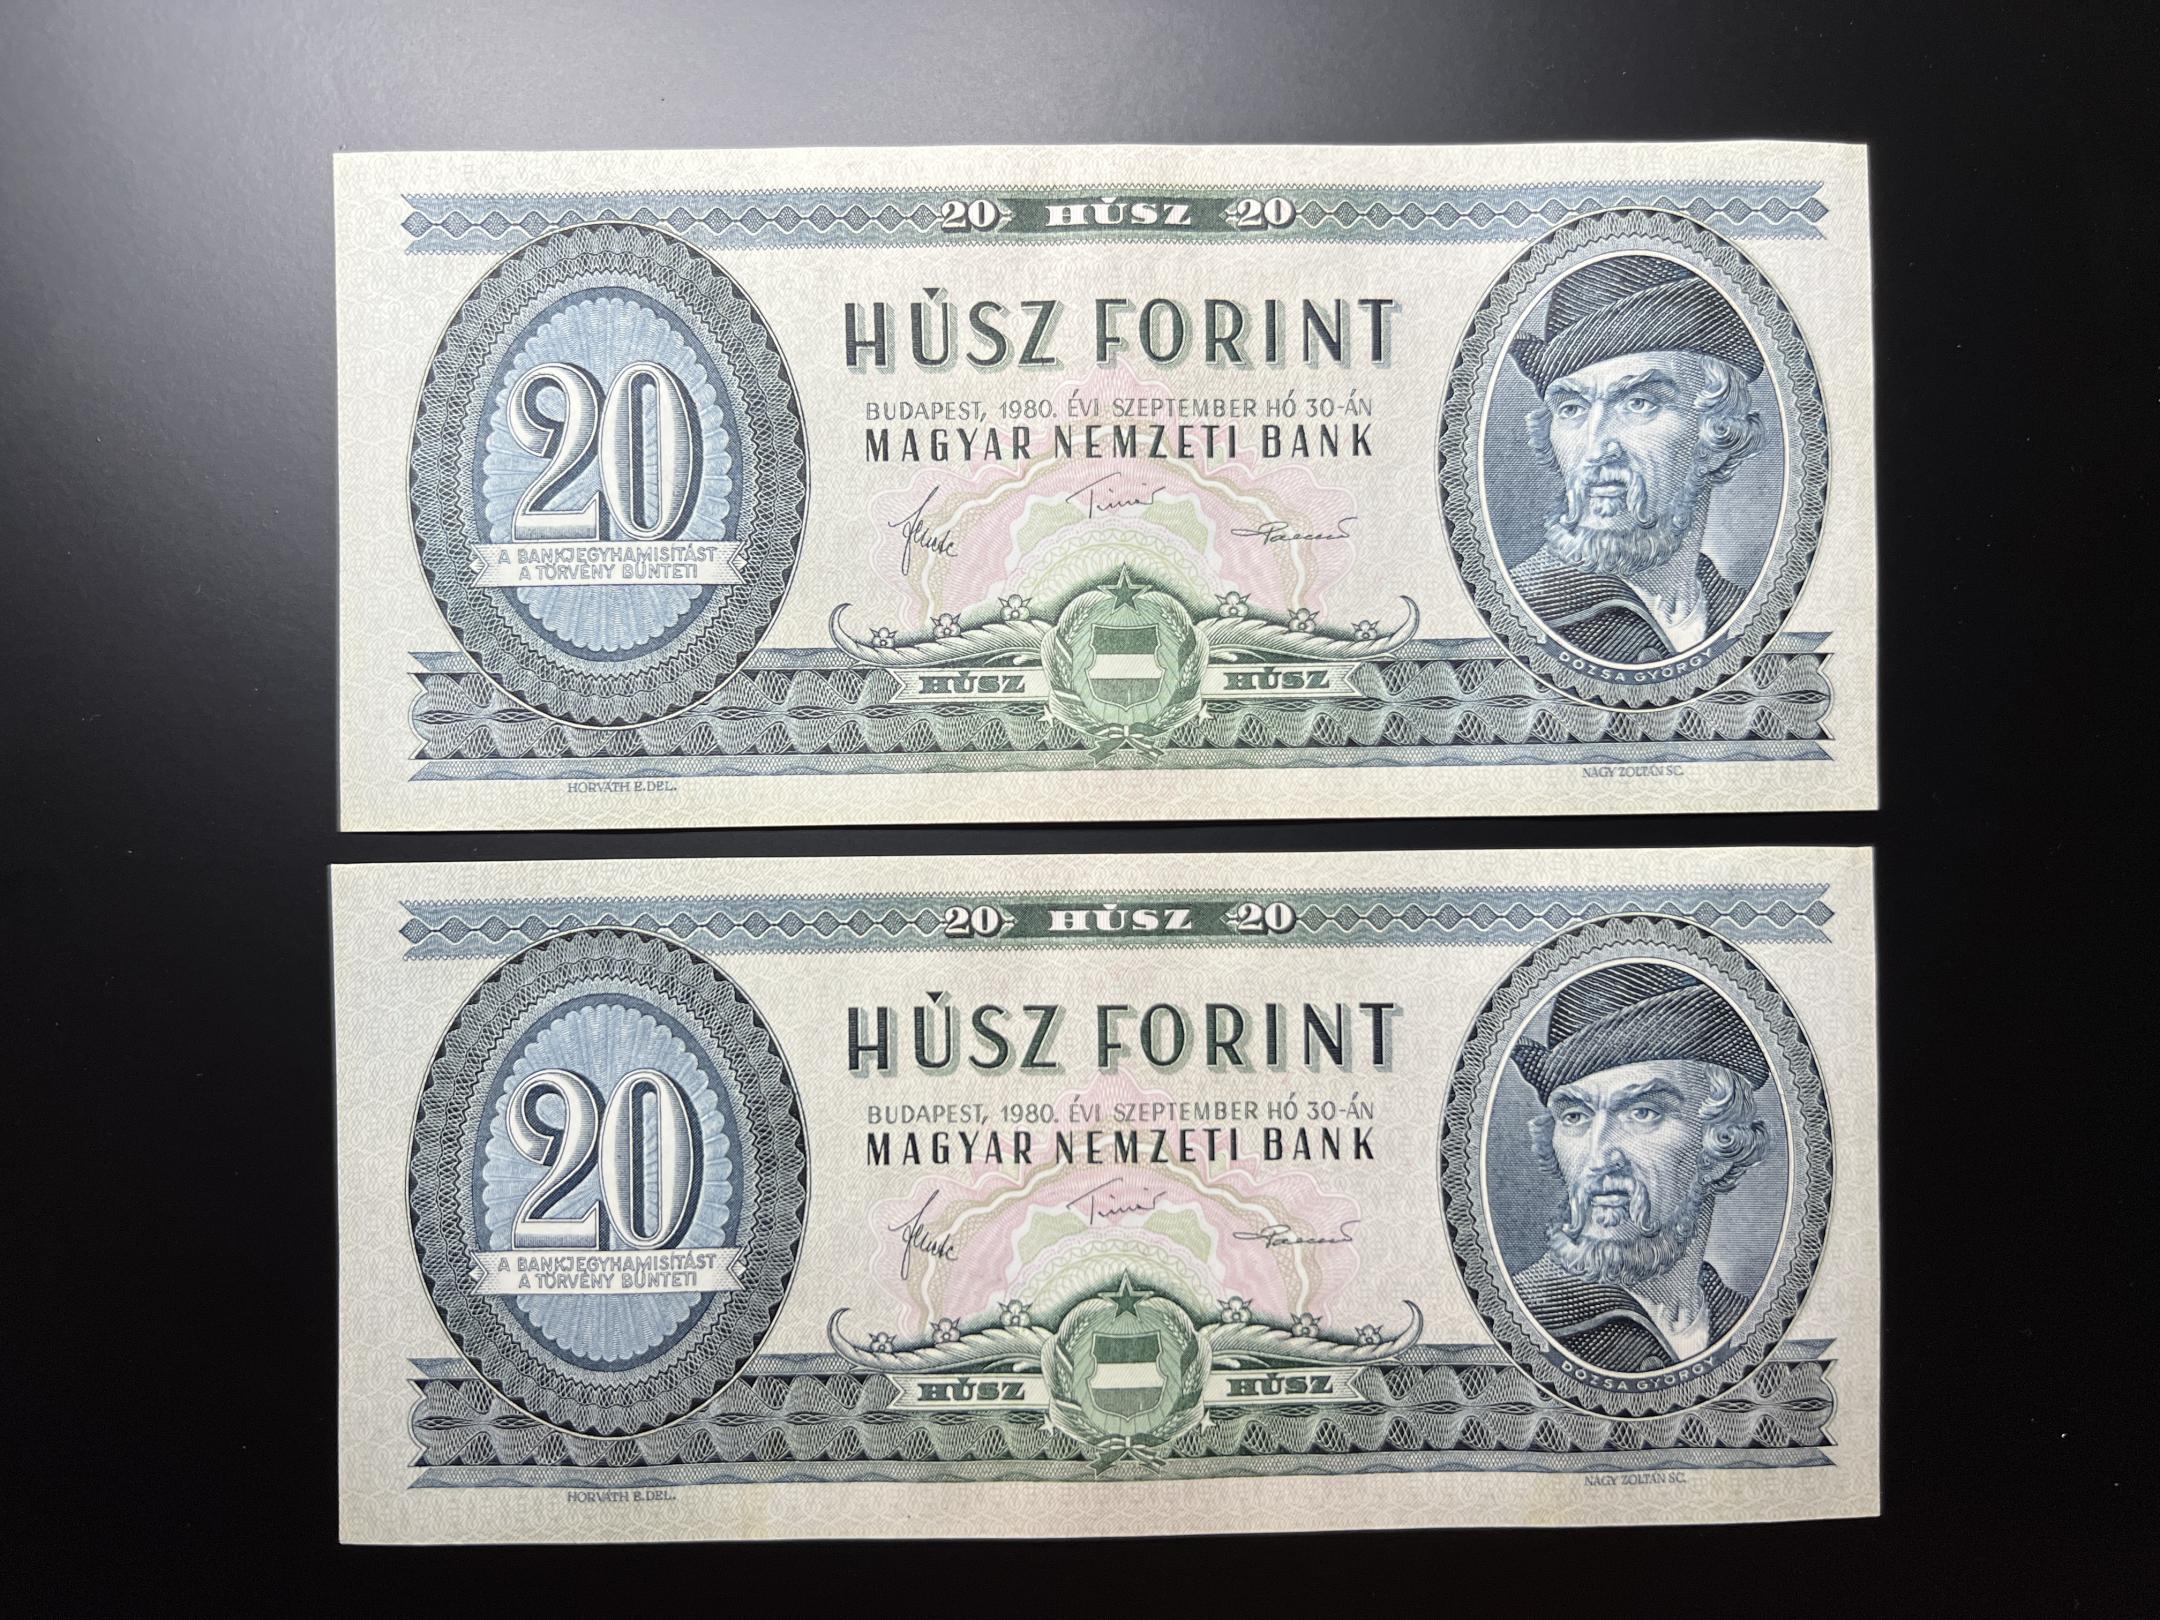 20 HÚSZ 20
HÚSZ FORINT
BUDAPEST, 1980. ÉVI SZEPTEMBER HÓ 30-ÁN
MAGYAR NEMZETI BANK
20
A BANKJEGYHAMISÍTÁST
A TÖRVÉNY BÜNTETI
HÚSZ HÚSZ
DÓZSA GYÖRGY
HORVÁTH E. DEL.
NAGY ZOLTÁN SC.
20 HÚSZ 20
HÚSZ FORINT
BUDAPEST, 1980. ÉVI SZEPTEMBER HÓ 30-ÁN
MAGYAR NEMZETI BANK
20
A BANKJEGYHAMISÍTÁST
A TÖRVÉNY BÜNTETI
HÚSZ HÚSZ
DÓZSA GYÖRGY
HORVÁTH E. DEL.
NAGY ZOLTÁN SC.